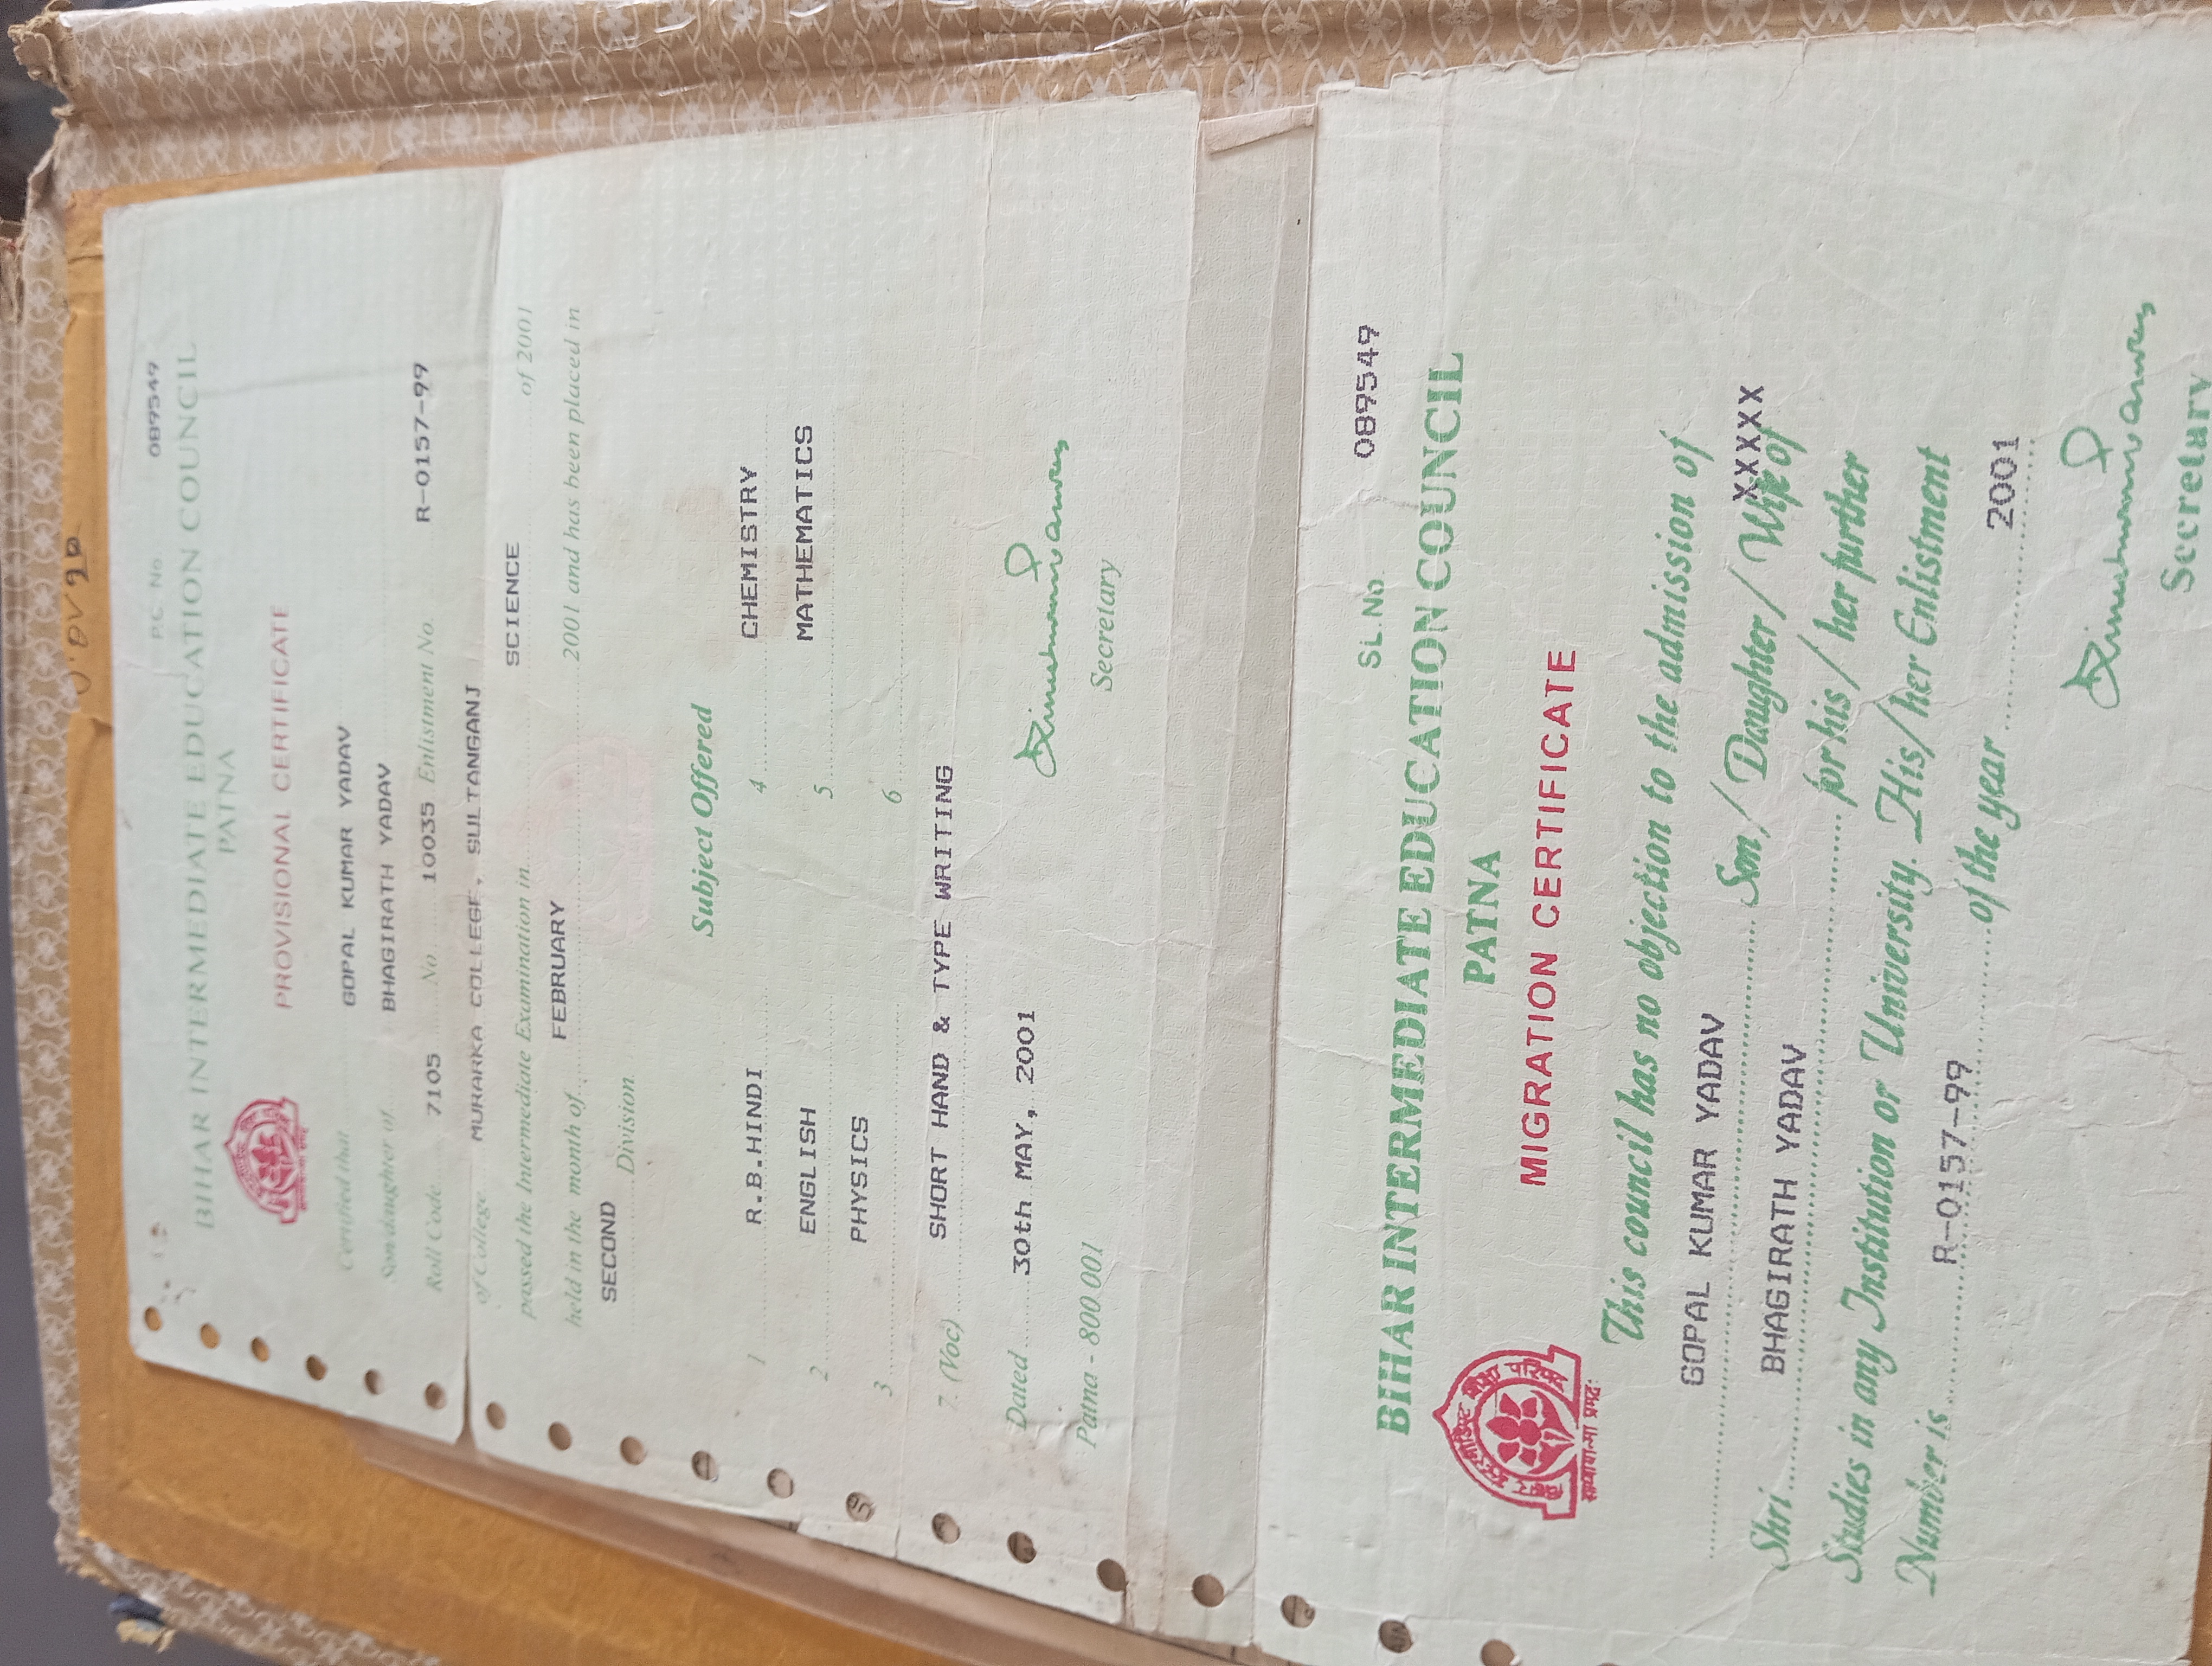 P.C. No 089549
BIHAR INTERMEDIATE EDUCATION COUNCIL
PATNA
PROVISIONAL CERTIFICATE
Certified that GOPAL KUMAR YADAV
Son/daughter of BHAGIRATH YADAV
Roll Code 7105 No. 10035 Enlistment No. R-0157-99
of College MURARKA COLLEGE, SULTANGANJ
passed the Intermediate Examination in SCIENCE of 2001
held in the month of FEBRUARY 2001 and has been placed in
SECOND Division
Subject Offered
1 R.B.HINDI 4 CHEMISTRY
2 ENGLISH 5 MATHEMATICS
3 PHYSICS 6
7. (Voc) SHORT HAND & TYPE WRITING
Dated 30th MAY, 2001
Patna - 800 001 Secretary
SL.No. 089549
BIHAR INTERMEDIATE EDUCATION COUNCIL
PATNA
MIGRATION CERTIFICATE
This council has no objection to the admission of
GOPAL KUMAR YADAV Son / Daughter / Wife of XXXXX
Shri BHAGIRATH YADAV for his / her further
Studies in any Institution or University. His / her Enlistment
Number is R-0157-99 of the year 2001
Secretary